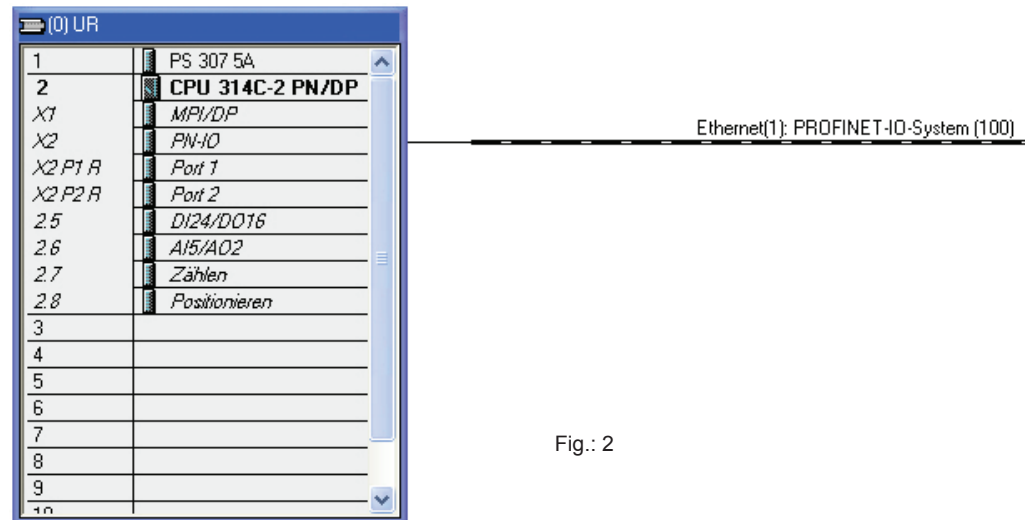 (0) UR
1 PS 307 5A
2 CPU 314C-2 PN/DP
X1 MPI/DP
X2 PN-IO
X2 P1 R Port 1
X2 P2 R Port 2
2.5 DI24/DO16
2.6 AI5/AO2
2.7 Zählen
2.8 Positionieren
3
4
5
6
7
8
9
10
Ethernet(1): PROFINET-IO-System (100)
Fig.: 2